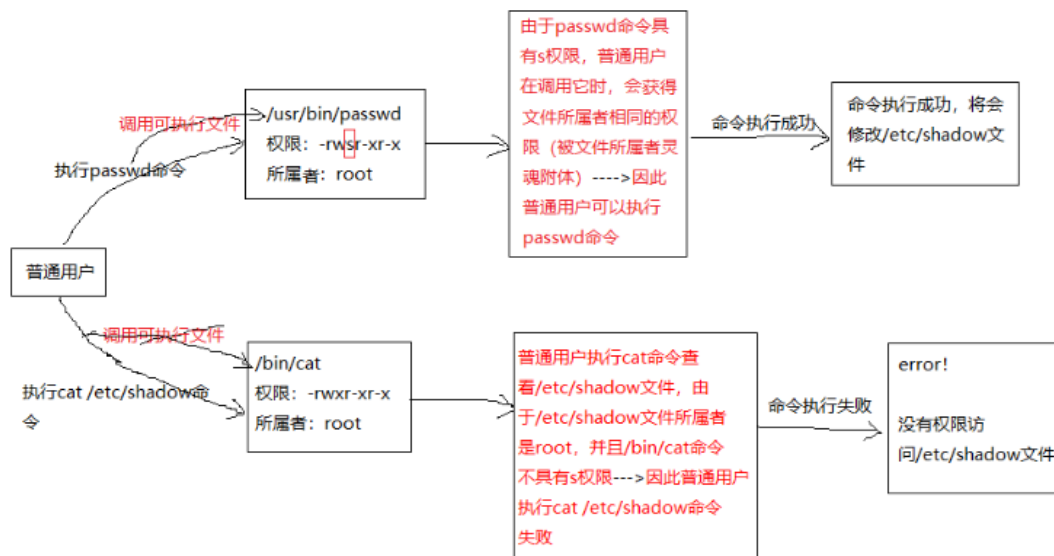 普通用户
执行passwd命令
调用可执行文件
/usr/bin/passwd
权限：-rwsr-xr-x
所属者：root
由于passwd命令具
有s权限，普通用户
在调用它时，会获得
文件所属者相同的权
限（被文件所属者灵
魂附体）---->因此
普通用户可以执行
passwd命令
命令执行成功
命令执行成功，将会
修改/etc/shadow文
件
执行cat /etc/shadow命
令
调用可执行文件
/bin/cat
权限：-rwxr-xr-x
所属者：root
普通用户执行cat命令查
看/etc/shadow文件，由
于/etc/shadow文件所属者
是root，并且/bin/cat命令
不具有s权限--->因此普通用户
执行cat /etc/shadow命令
失败
命令执行失败
error！
没有权限访
问/etc/shadow文件